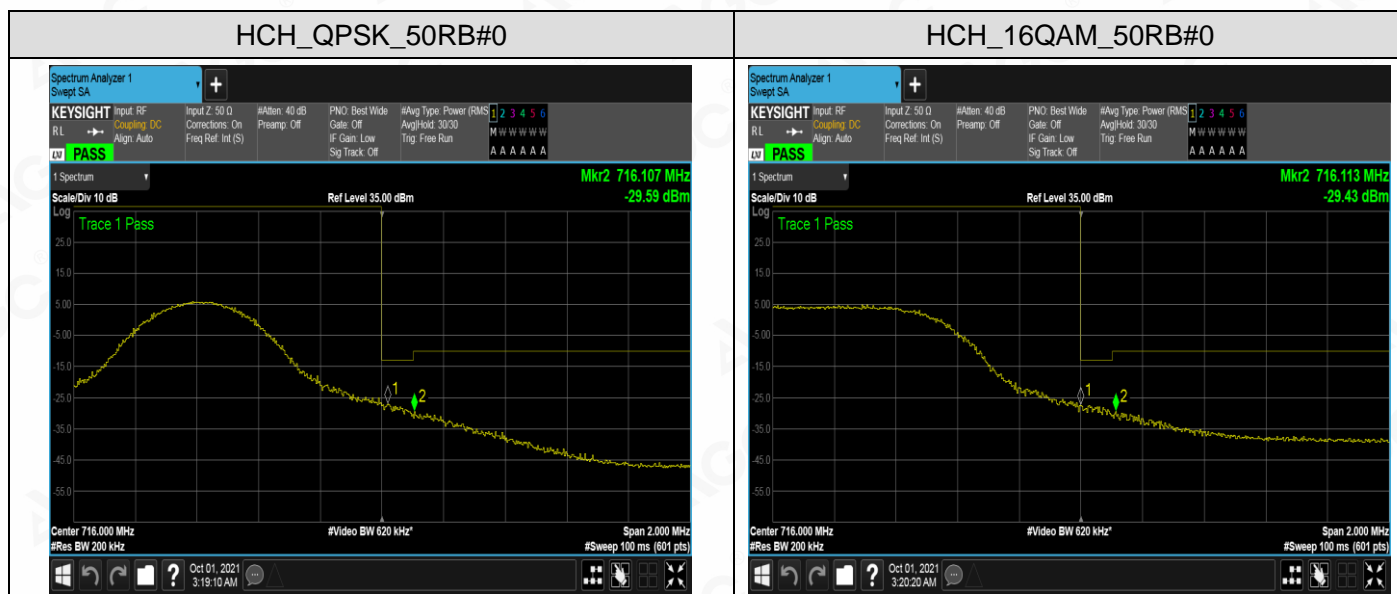 HCH_QPSK_50RB#0
Spectrum Analyzer 1
Swept SA
+
KEYSIGHT
RL
LXI PASS
Input: RF
Coupling: DC
Align: Auto
Input Z: 50 Ω
Corrections: On
Freq Ref: Int (S)
#Atten: 40 dB
Preamp: Off
PNO: Best Wide
Gate: Off
IF Gain: Low
Sig Track: Off
#Avg Type: Power (RMS
Avg|Hold: 30/30
Trig: Free Run
1 2 3 4 5 6
M W W W W W
A A A A A A
1 Spectrum
Scale/Div 10 dB
Ref Level 35.00 dBm
Mkr2 716.107 MHz
-29.59 dBm
Log
Trace 1 Pass
25.0
15.0
5.00
-5.00
-15.0
-25.0
-35.0
-45.0
-55.0
1
2
Center 716.000 MHz
#Res BW 200 kHz
#Video BW 620 kHz*
Span 2.000 MHz
#Sweep 100 ms (601 pts)
?
Oct 01, 2021
3:19:10 AM
HCH_16QAM_50RB#0
Spectrum Analyzer 1
Swept SA
+
KEYSIGHT
RL
LXI PASS
Input: RF
Coupling: DC
Align: Auto
Input Z: 50 Ω
Corrections: On
Freq Ref: Int (S)
#Atten: 40 dB
Preamp: Off
PNO: Best Wide
Gate: Off
IF Gain: Low
Sig Track: Off
#Avg Type: Power (RMS
Avg|Hold: 30/30
Trig: Free Run
1 2 3 4 5 6
M W W W W W
A A A A A A
1 Spectrum
Scale/Div 10 dB
Ref Level 35.00 dBm
Mkr2 716.113 MHz
-29.43 dBm
Log
Trace 1 Pass
25.0
15.0
5.00
-5.00
-15.0
-25.0
-35.0
-45.0
-55.0
1
2
Center 716.000 MHz
#Res BW 200 kHz
#Video BW 620 kHz*
Span 2.000 MHz
#Sweep 100 ms (601 pts)
?
Oct 01, 2021
3:20:20 AM